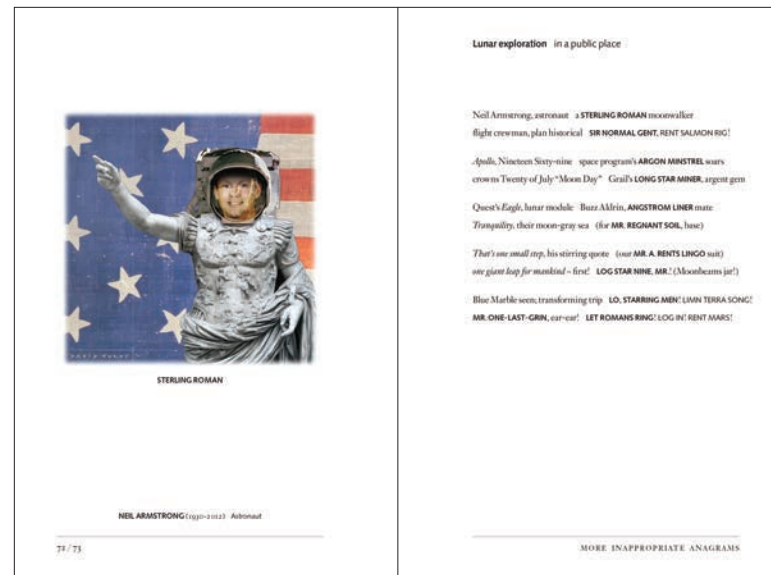 STERLING ROMAN
NEIL ARMSTRONG (1930–2012) Astronaut
72 / 73
Lunar exploration in a public place
Neil Armstrong, astronaut a STERLING ROMAN moonwalker
flight crewman, plan historical SIR NORMAL GENT, RENT SALMON RIG!
Apollo, Nineteen Sixty-nine space program's ARGON MINSTREL soars
crowns Twenty of July "Moon Day" Grail's LONG STAR MINER, argent gem
Quest's Eagle, lunar module Buzz Aldrin, ANGSTROM LINER mate
Tranquility, their moon-gray sea (for MR. REGNANT SOIL, base)
That's one small step, his stirring quote (our MR. A. RENTS LINGO suit)
one giant leap for mankind – first! LOG STAR NINE, MR.! (Moonbeams jar!)
Blue Marble seen; transforming trip LO, STARRING MEN! LIMN TERRA SONG!
MR. ONE-LAST-GRIN, ear-ear! LET ROMANS RING! LOG IN! RENT MARS!
MORE INAPPROPRIATE ANAGRAMS